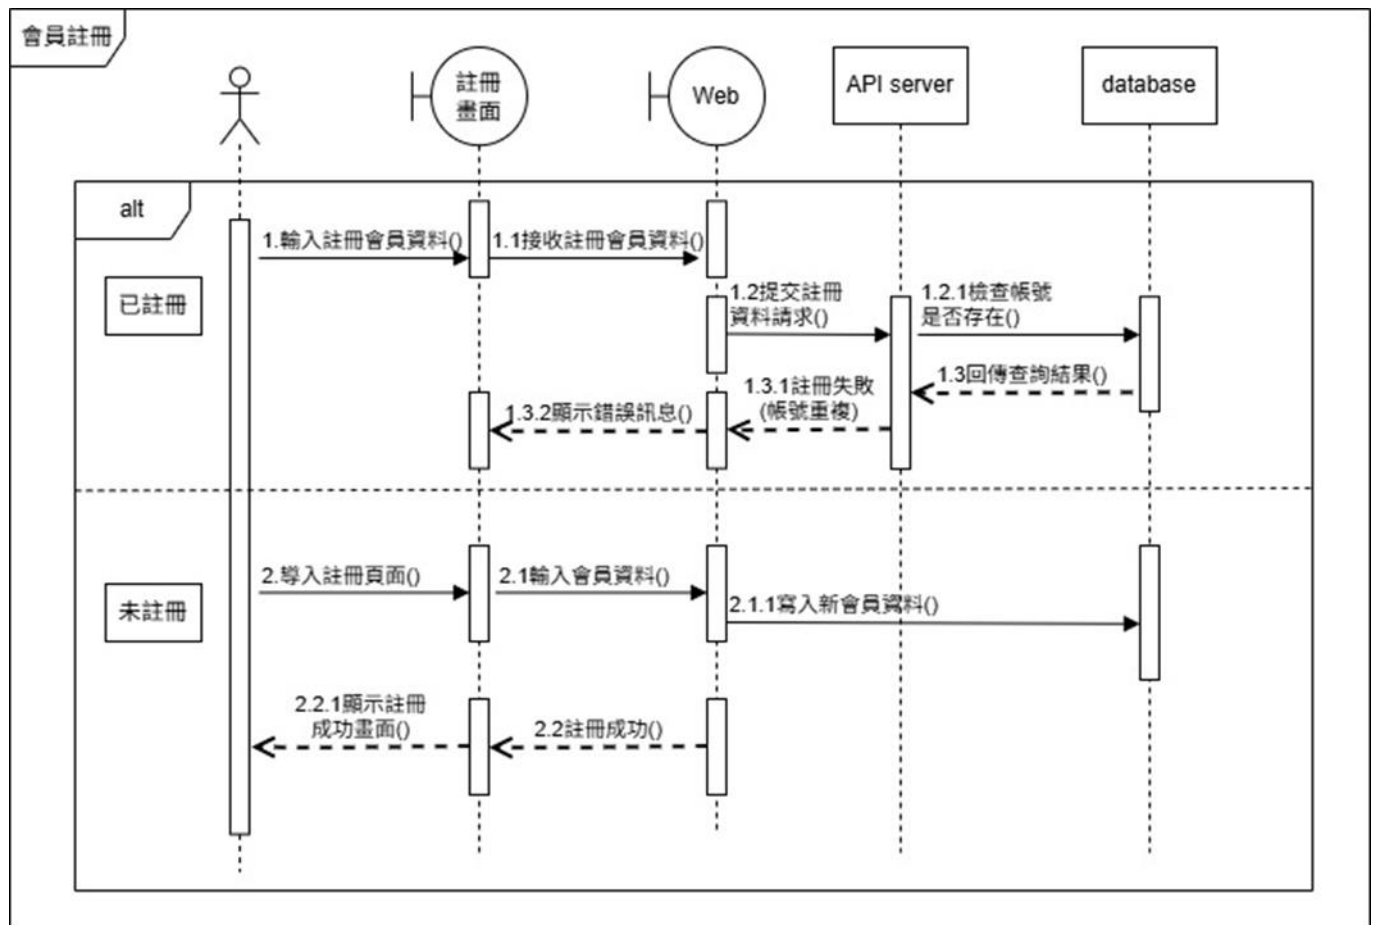 會員註冊
註冊
畫面
Web
API server
database
alt
1.輸入註冊會員資料()
1.1接收註冊會員資料()
已註冊
1.2提交註冊
資料請求()
1.2.1檢查帳號
是否存在()
1.3回傳查詢結果()
1.3.1註冊失敗
(帳號重複)
1.3.2顯示錯誤訊息()
未註冊
2.導入註冊頁面()
2.1輸入會員資料()
2.1.1寫入新會員資料()
2.2.1顯示註冊
成功畫面()
2.2註冊成功()